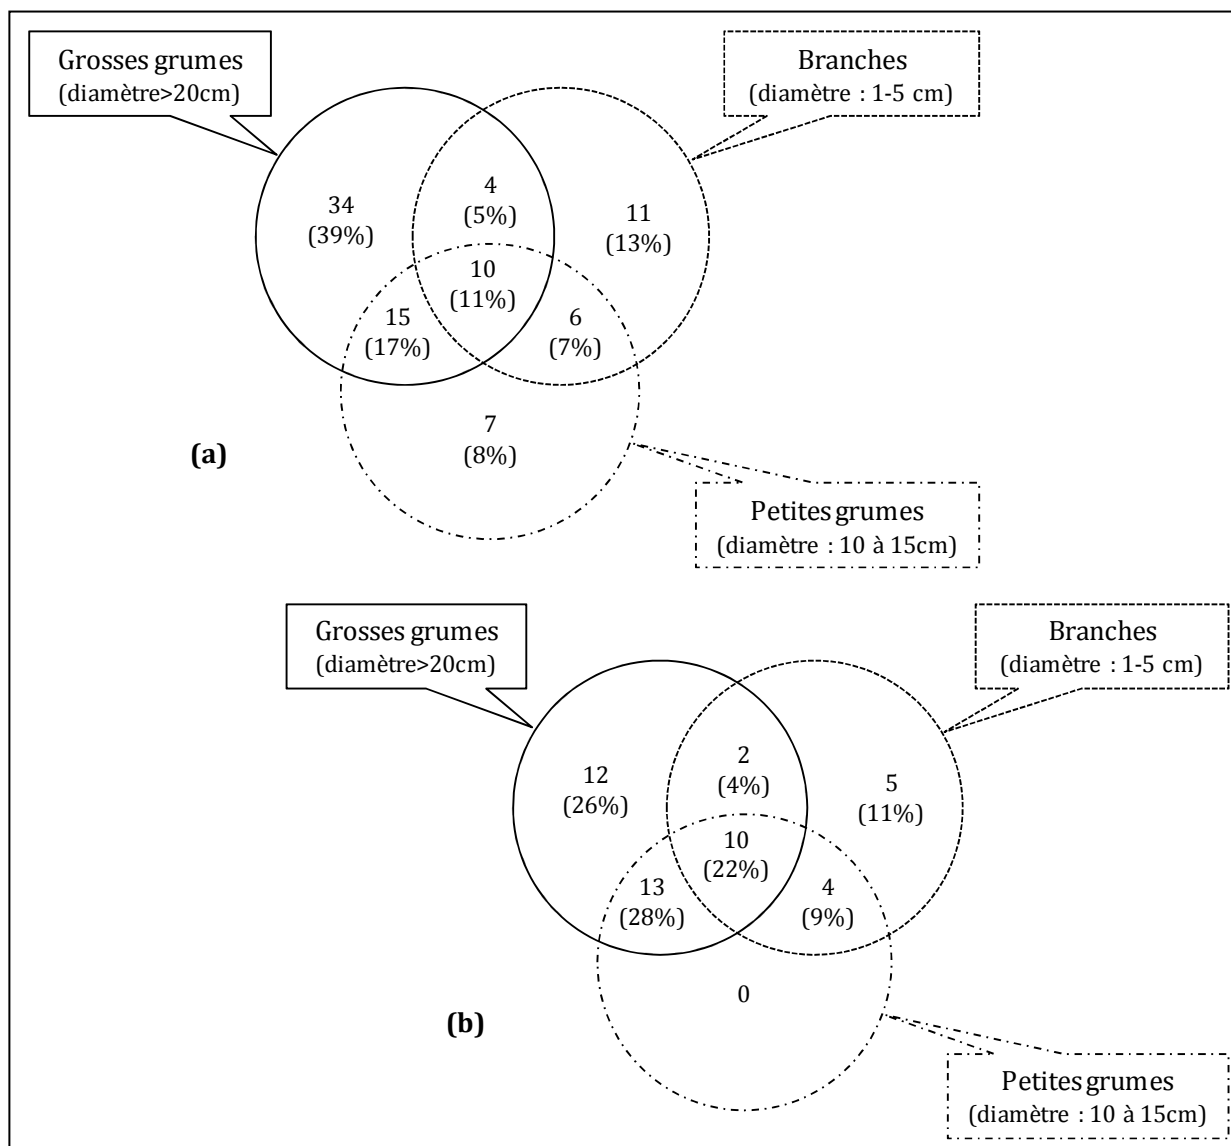 Grosses grumes
(diamètre>20cm)
Branches
(diamètre : 1-5 cm)
34
(39%)
4
(5%)
11
(13%)
10
(11%)
15
(17%)
6
(7%)
7
(8%)
(a)
Petites grumes
(diamètre : 10 à 15cm)
Grosses grumes
(diamètre>20cm)
Branches
(diamètre : 1-5 cm)
12
(26%)
2
(4%)
5
(11%)
10
(22%)
13
(28%)
4
(9%)
0
(b)
Petites grumes
(diamètre : 10 à 15cm)